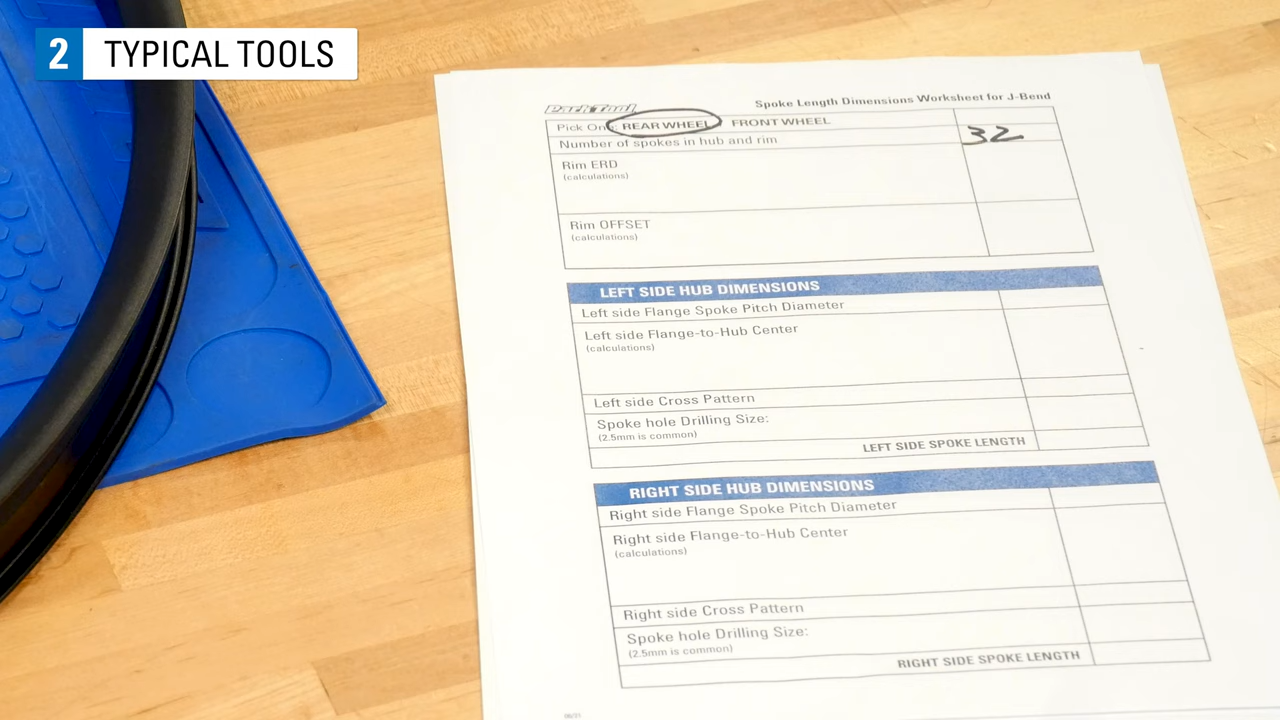 2 TYPICAL TOOLS
Park Tool
Spoke Length Dimensions Worksheet for J-Bend
Pick One: REAR WHEEL FRONT WHEEL
Number of spokes in hub and rim 32
Rim ERD
(calculations)
Rim OFFSET
(calculations)
LEFT SIDE HUB DIMENSIONS
Left side Flange Spoke Pitch Diameter
Left side Flange-to-Hub Center
(calculations)
Left side Cross Pattern
Spoke hole Drilling Size:
(2.5mm is common)
LEFT SIDE SPOKE LENGTH
RIGHT SIDE HUB DIMENSIONS
Right side Flange Spoke Pitch Diameter
Right side Flange-to-Hub Center
(calculations)
Right side Cross Pattern
Spoke hole Drilling Size:
(2.5mm is common)
RIGHT SIDE SPOKE LENGTH